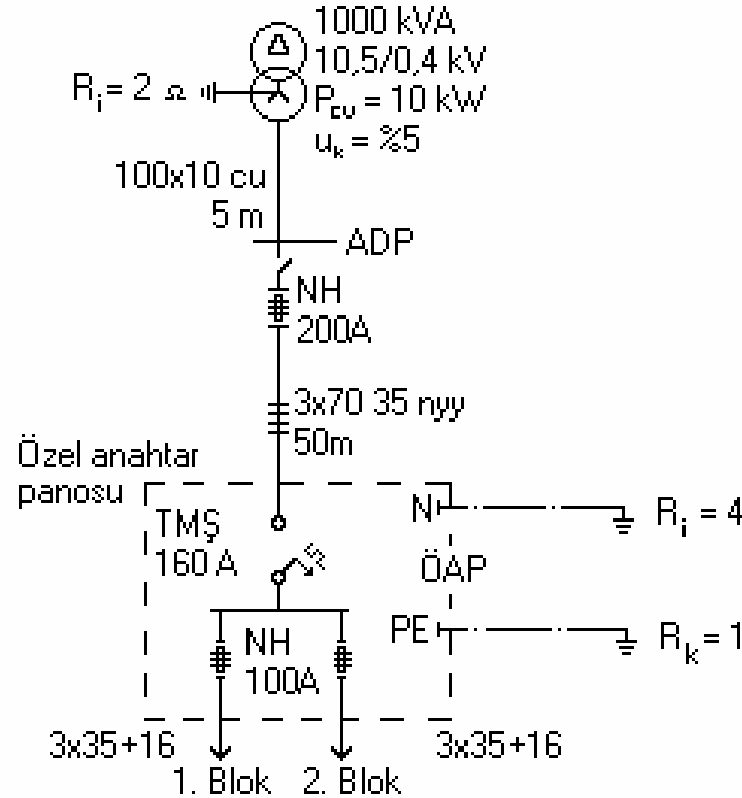 1000 kVA
10,5/0,4 kV
Ri = 2 Ω
Pcu = 10 kW
uk = %5
100x10 cu
5 m
ADP
NH
200A
3x70 35 nyy
50m
Özel anahtar
panosu
TMŞ
160 A
N
Ri = 4
ÖAP
PE
Rk = 1
NH
100A
3x35+16
3x35+16
1. Blok
2. Blok